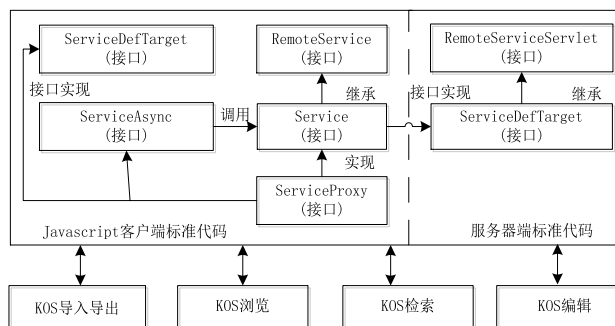 ServiceDefTarget
(接口)
RemoteService
(接口)
RemoteServiceServlet
(接口)
接口实现
继承
接口实现
继承
ServiceAsync
(接口)
调用
Service
(接口)
ServiceDefTarget
(接口)
实现
ServiceProxy
(接口)
Javascript客户端标准代码
服务器端标准代码
KOS导入导出
KOS浏览
KOS检索
KOS编辑